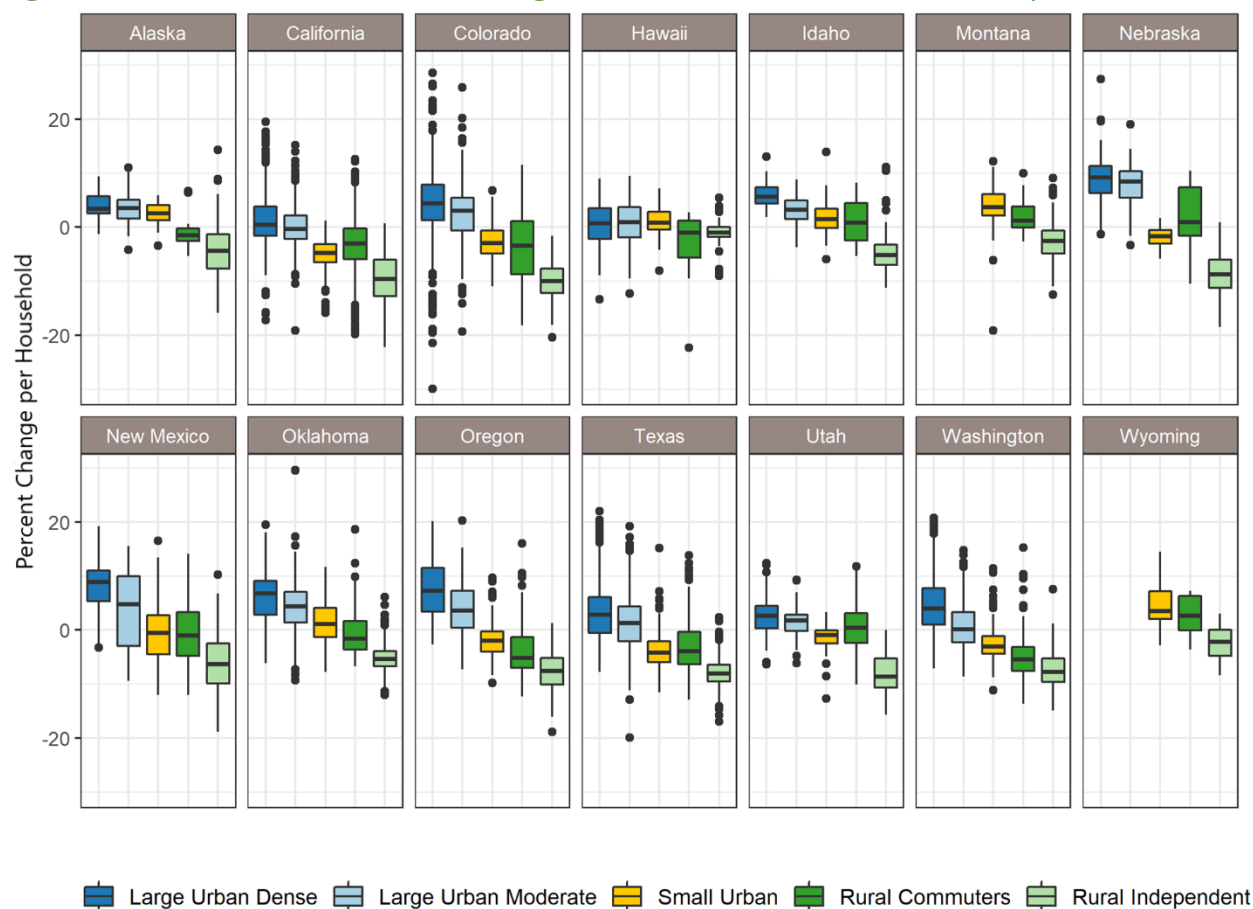 Alaska California Colorado Hawaii Idaho Montana Nebraska
20
0
-20
Percent Change per Household
New Mexico Oklahoma Oregon Texas Utah Washington Wyoming
20
0
-20
Large Urban Dense Large Urban Moderate Small Urban Rural Commuters Rural Independent